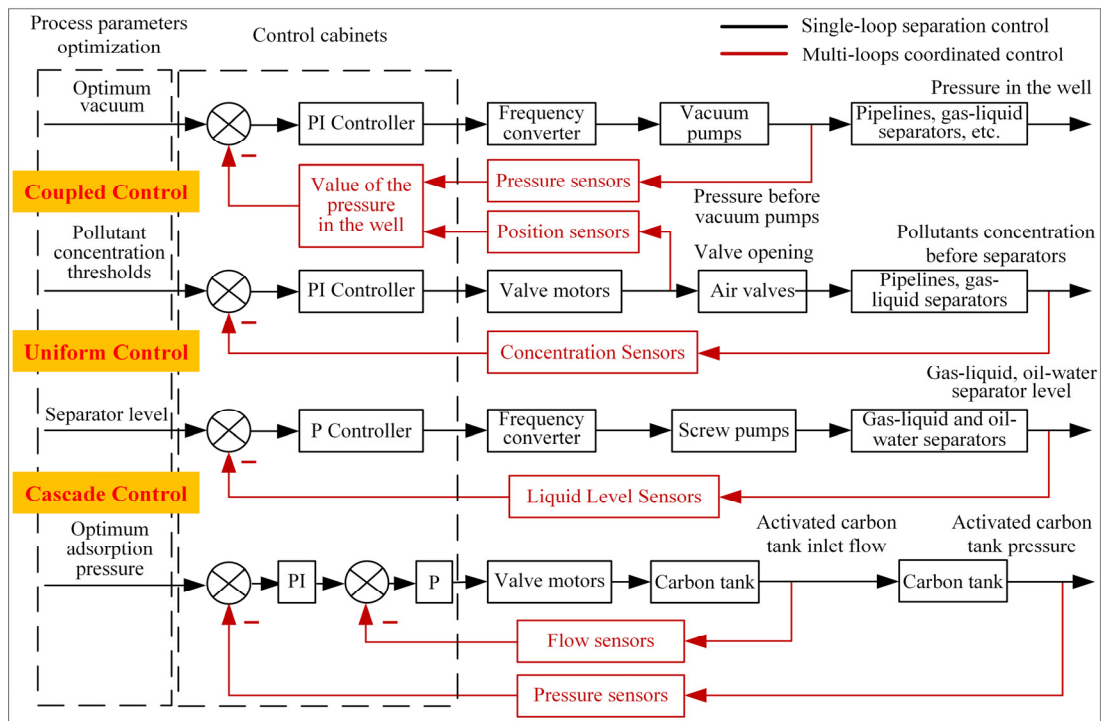 Process parameters
optimization
Control cabinets
Single-loop separation control
Multi-loops coordinated control
Optimum
vacuum
PI Controller
Frequency
converter
Vacuum
pumps
Pressure in the well
Pipelines, gas-liquid
separators, etc.
Coupled Control
Value of the
pressure
in the well
Pressure sensors
Position sensors
Pressure before
vacuum pumps
Pollutant
concentration
thresholds
PI Controller
Valve motors
Valve opening
Air valves
Pollutants concentration
before separators
Pipelines, gas-
liquid separators
Uniform Control
Concentration Sensors
Separator level
P Controller
Frequency
converter
Screw pumps
Gas-liquid, oil-water
separator level
Gas-liquid and oil-
water separators
Cascade Control
Liquid Level Sensors
Optimum
adsorption
pressure
PI
P
Valve motors
Carbon tank
Activated carbon
tank inlet flow
Carbon tank
Activated carbon
tank pressure
Flow sensors
Pressure sensors